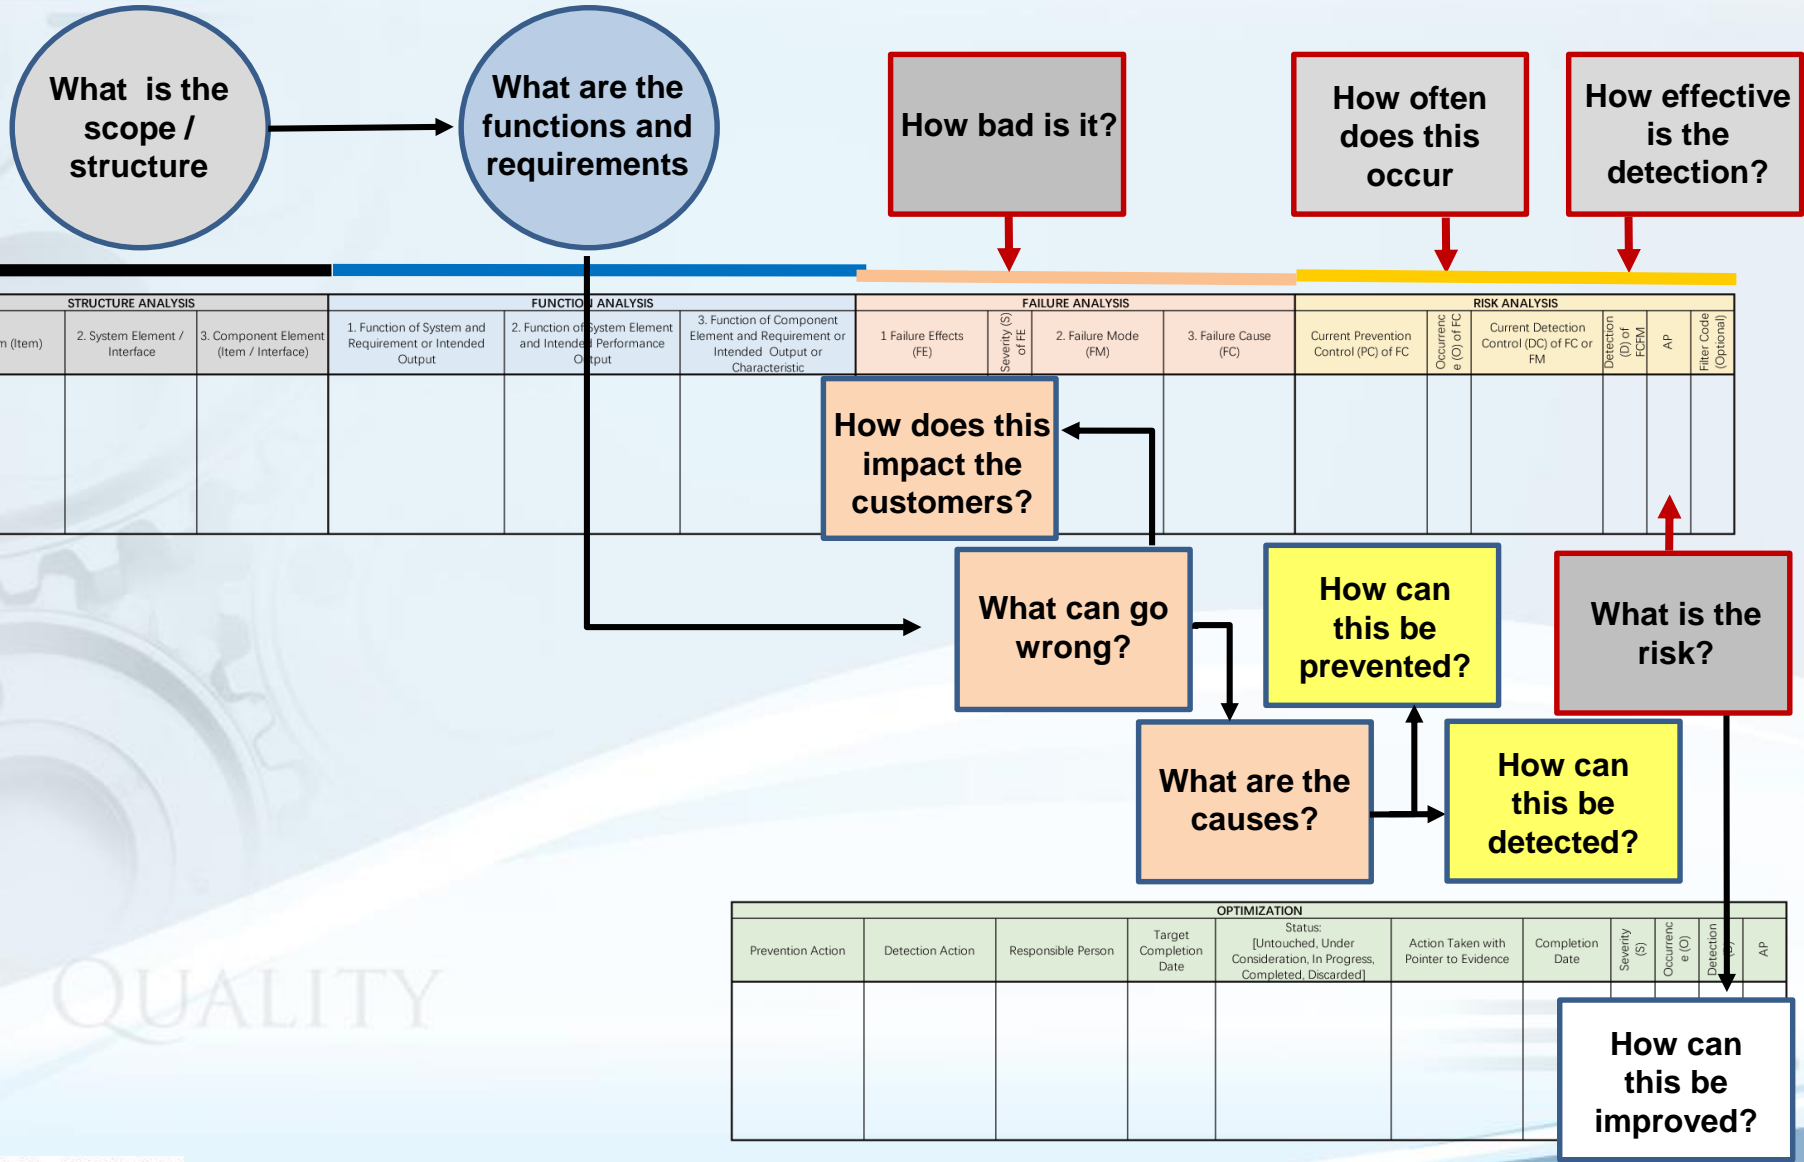 What  is the
scope /
structure
What are the
functions and
requirements
How bad is it?
How often
does this
occur
How effective
is the
detection?
STRUCTURE ANALYSIS
FUNCTION ANALYSIS
FAILURE ANALYSIS
RISK ANALYSIS
(Item)
2. System Element /
Interface
3. Component Element
(Item / Interface)
1. Function of System and
Requirement or Intended
Output
2. Function of System Element
and Intended Performance
Output
3. Function of Component
Element and Requirement or
Intended  Output or
Characteristic
1 Failure Effects
(FE)
Severity (S)
of FE
2. Failure Mode
(FM)
3. Failure Cause
(FC)
Current Prevention
Control (PC) of FC
Occurrenc
e (O) of FC
Current Detection
Control (DC) of FC or
FM
Detection
(D) of
FCFM
AP
Filter Code
(Optional)
How does this
impact the
customers?
What can go
wrong?
How can
this be
prevented?
What is the
risk?
What are the
causes?
How can
this be
detected?
OPTIMIZATION
Prevention Action
Detection Action
Responsible Person
Target
Completion
Date
Status:
[Untouched, Under
Consideration, In Progress,
Completed, Discarded]
Action Taken with
Pointer to Evidence
Completion
Date
Severity
(S)
Occurrenc
e (O)
Detection
(D)
AP
How can
this be
improved?
QUALITY